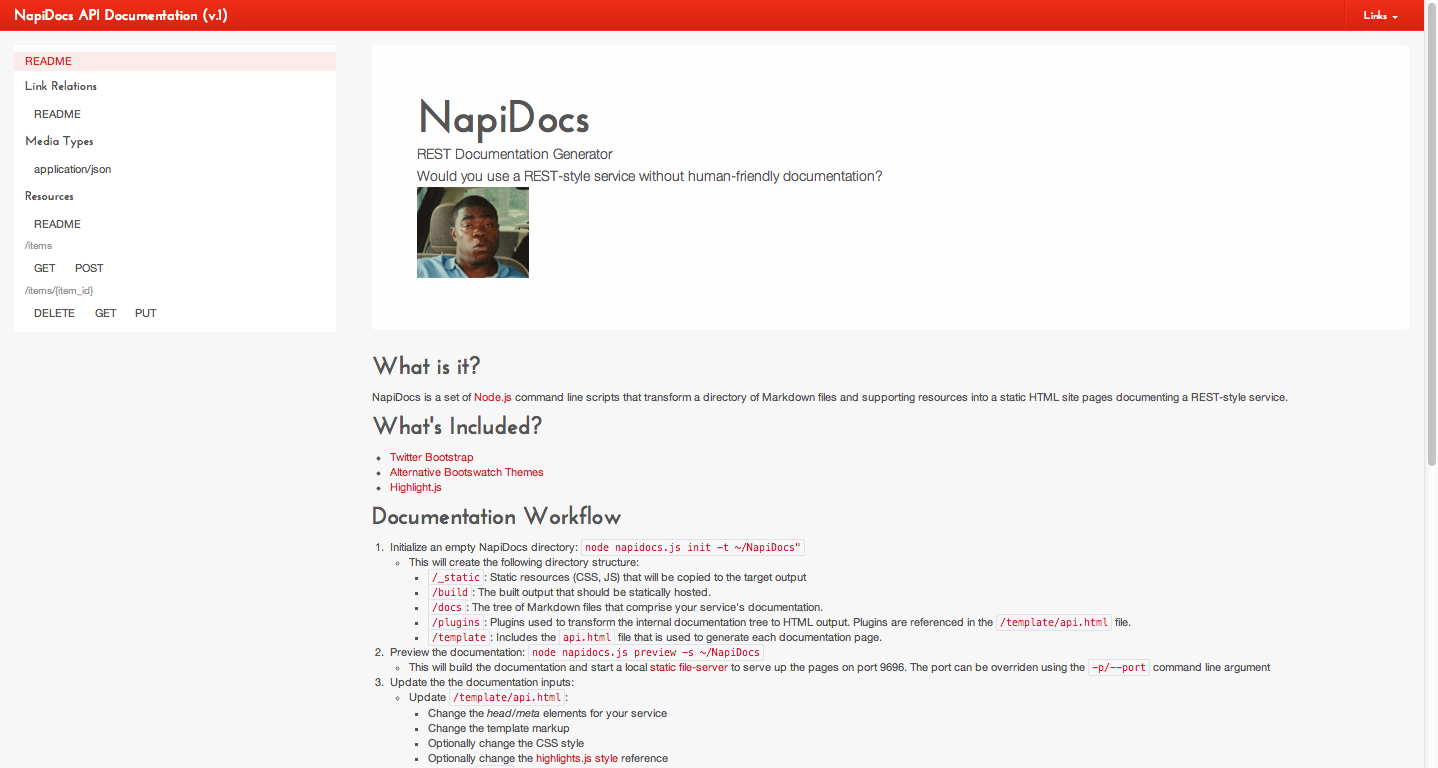 NapiDocs API Documentation (v.1)
Links
README
Link Relations
README
Media Types
application/json
Resources
README
/items
GET POST
/items/{item_id}
DELETE GET PUT
NapiDocs
REST Documentation Generator
Would you use a REST-style service without human-friendly documentation?
What is it?
NapiDocs is a set of Node.js command line scripts that transform a directory of Markdown files and supporting resources into a static HTML site pages documenting a REST-style service.
What's Included?
Twitter Bootstrap
Alternative Bootswatch Themes
Highlight.js
Documentation Workflow
1. Initialize an empty NapiDocs directory: node napidocs.js init -t ~/NapiDocs"
This will create the following directory structure:
/_static: Static resources (CSS, JS) that will be copied to the target output
/build: The built output that should be statically hosted.
/docs: The tree of Markdown files that comprise your service's documentation.
/plugins: Plugins used to transform the internal documentation tree to HTML output. Plugins are referenced in the /template/api.html file.
/template: Includes the api.html file that is used to generate each documentation page.
2. Preview the documentation: node napidocs.js preview -s ~/NapiDocs
This will build the documentation and start a local static file-server to serve up the pages on port 9696. The port can be overriden using the -p/--port command line argument
3. Update the the documentation inputs:
Update /template/api.html:
Change the head/meta elements for your service
Change the template markup
Optionally change the CSS style
Optionally change the highlights.js style reference